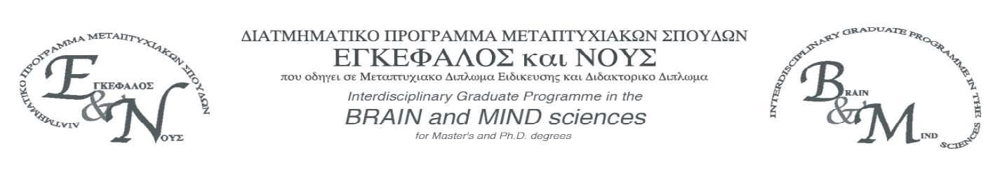 ΔΙΑΤΜΗΜΑΤΙΚΟ ΠΡΟΓΡΑΜΜΑ ΜΕΤΑΠΤΥΧΙΑΚΩΝ ΣΠΟΥΔΩΝ
ΕΓΚΕΦΑΛΟΣ
& ΝΟΥΣ
ΔΙΑΤΜΗΜΑΤΙΚΟ ΠΡΟΓΡΑΜΜΑ ΜΕΤΑΠΤΥΧΙΑΚΩΝ ΣΠΟΥΔΩΝ
ΕΓΚΕΦΑΛΟΣ και ΝΟΥΣ
που οδηγει σε Μεταπτυχιακο Διπλωμα Ειδικευσης και Διδακτορικο Διπλωμα
Interdisciplinary Graduate Programme in the
BRAIN and MIND sciences
for Master's and Ph.D. degrees
INTERDISCIPLINARY GRADUATE PROGRAMME IN THE SCIENCES
BRAIN
& MIND